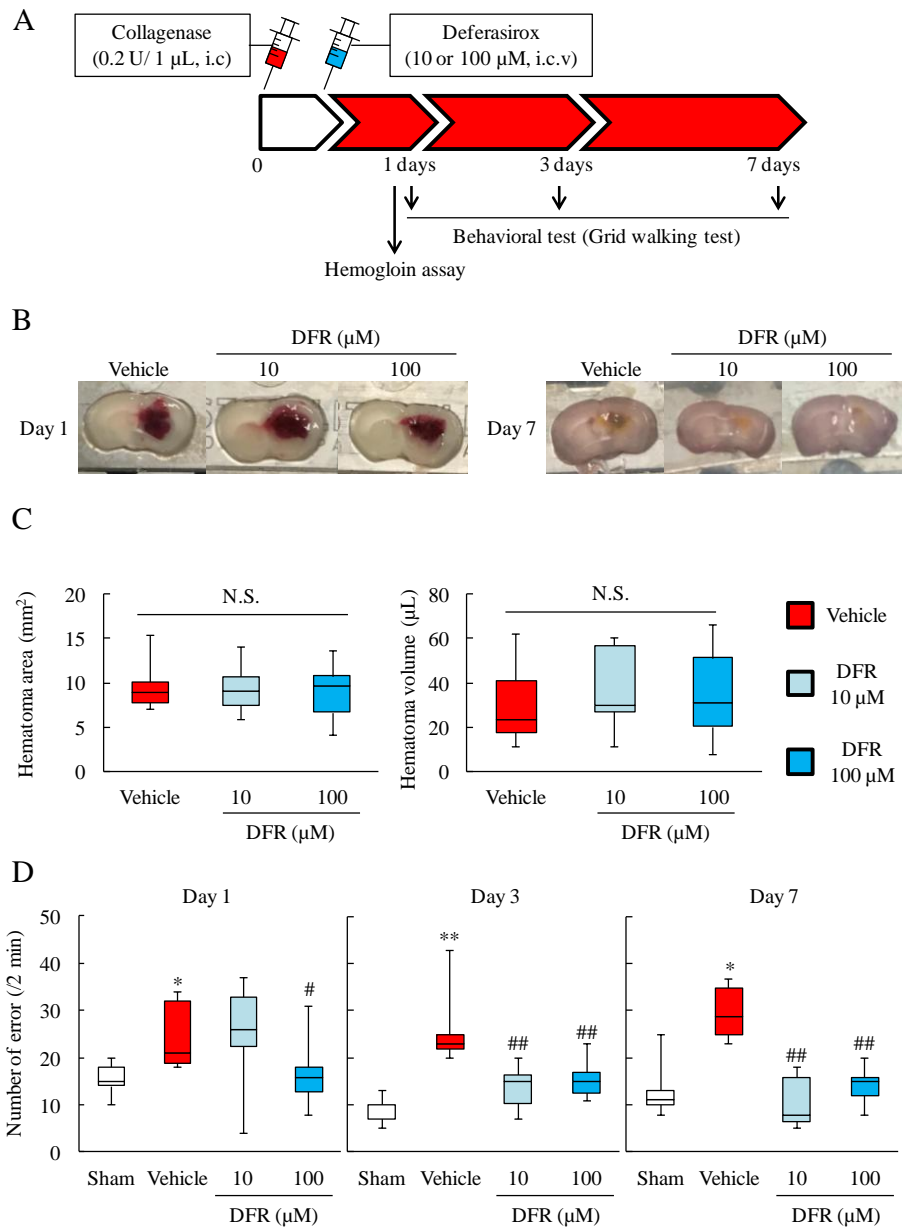 A
Collagenase
(0.2 U/ 1 μL, i.c)
Deferasirox
(10 or 100 μM, i.c.v)
0
1 days
3 days
7 days
Behavioral test (Grid walking test)
Hemogloin assay
B
DFR (μM)
Vehicle
10
100
Day 1
DFR (μM)
Vehicle
10
100
Day 7
C
Hematoma area (mm²)
20
15
10
5
0
N.S.
Vehicle
10
100
DFR (μM)
Hematoma volume (μL)
80
60
40
20
0
N.S.
Vehicle
10
100
DFR (μM)
Vehicle
DFR
10 μM
DFR
100 μM
D
Number of error (/2 min)
50
40
30
20
10
0
Day 1
*
#
Sham
Vehicle
10
100
DFR (μM)
Day 3
**
##
##
Sham
Vehicle
10
100
DFR (μM)
Day 7
*
##
##
Sham
Vehicle
10
100
DFR (μM)